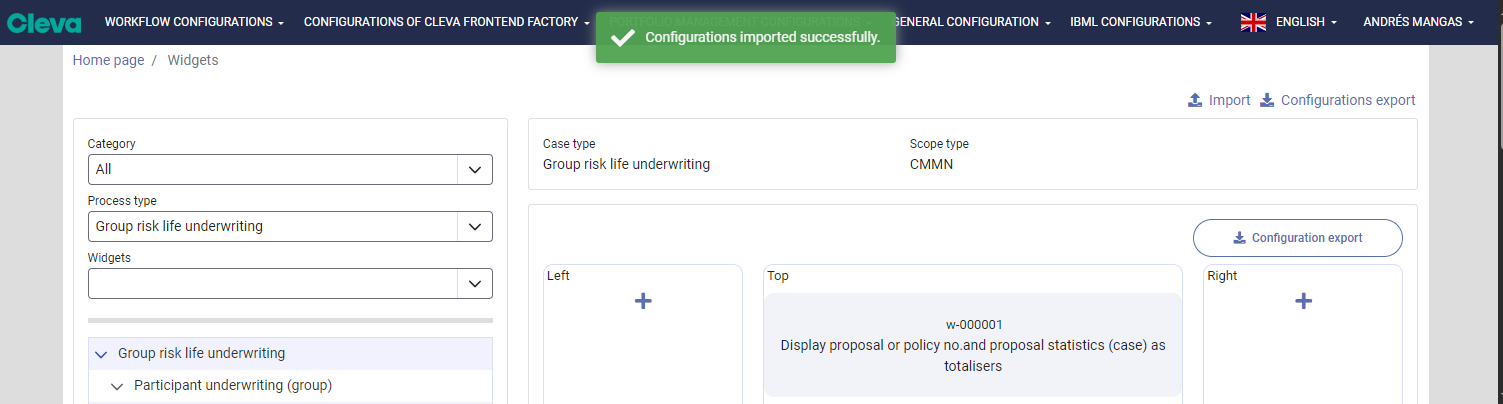 Cleva
WORKFLOW CONFIGURATIONS
CONFIGURATIONS OF CLEVA FRONTEND FACTORY
GENERAL CONFIGURATION
IBML CONFIGURATIONS
ENGLISH
ANDRÉS MANGAS
Configurations imported successfully.
Home page / Widgets
Import
Configurations export
Category
All
Process type
Group risk life underwriting
Widgets
Group risk life underwriting
Participant underwriting (group)
Case type
Group risk life underwriting
Scope type
CMMN
Configuration export
Left
Top
w-000001
Display proposal or policy no.and proposal statistics (case) as
totalisers
Right